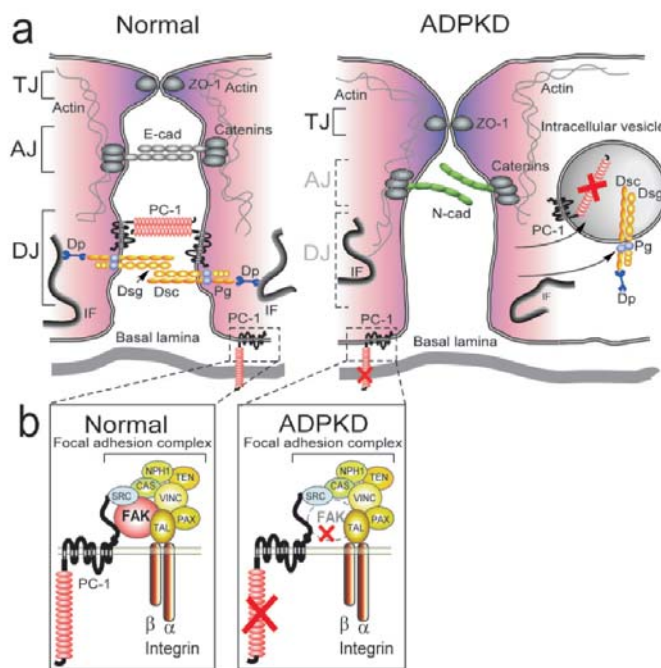 a
Normal
ADPKD
TJ
Actin
ZO-1
Actin
AJ
E-cad
Catenins
DJ
PC-1
Dp
Dsg
Dsc
Pg
Dp
IF
IF
PC-1
Basal lamina
TJ
Actin
ZO-1
Actin
Intracellular vesicle
AJ
Catenins
N-cad
Dsc
Dsg
PC-1
DJ
IF
Pg
Dp
IF
PC-1
Basal lamina
b
Normal
Focal adhesion complex
NPH1
TEN
CAS
SRC
VINC
FAK
PAX
TAL
PC-1
β α
Integrin
ADPKD
Focal adhesion complex
NPH1
TEN
CAS
SRC
VINC
FAK
PAX
TAL
PC-1
β α
Integrin